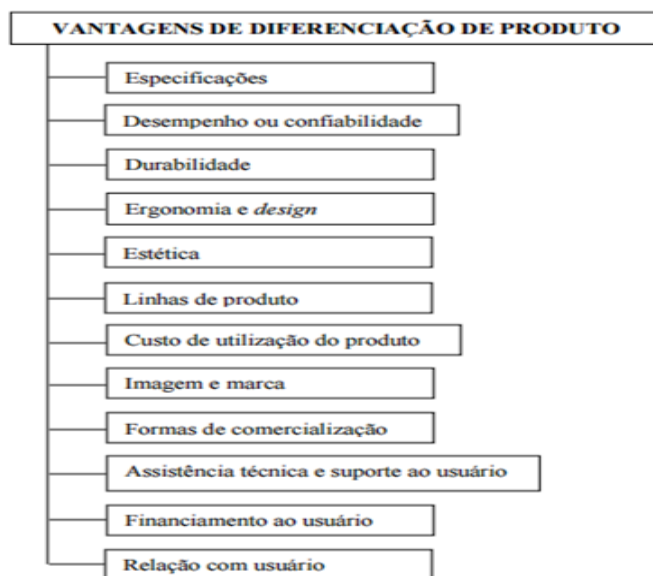 VANTAGENS DE DIFERENCIAÇÃO DE PRODUTO
Especificações
Desempenho ou confiabilidade
Durabilidade
Ergonomia e design
Estética
Linhas de produto
Custo de utilização do produto
Imagem e marca
Formas de comercialização
Assistência técnica e suporte ao usuário
Financiamento ao usuário
Relação com usuário